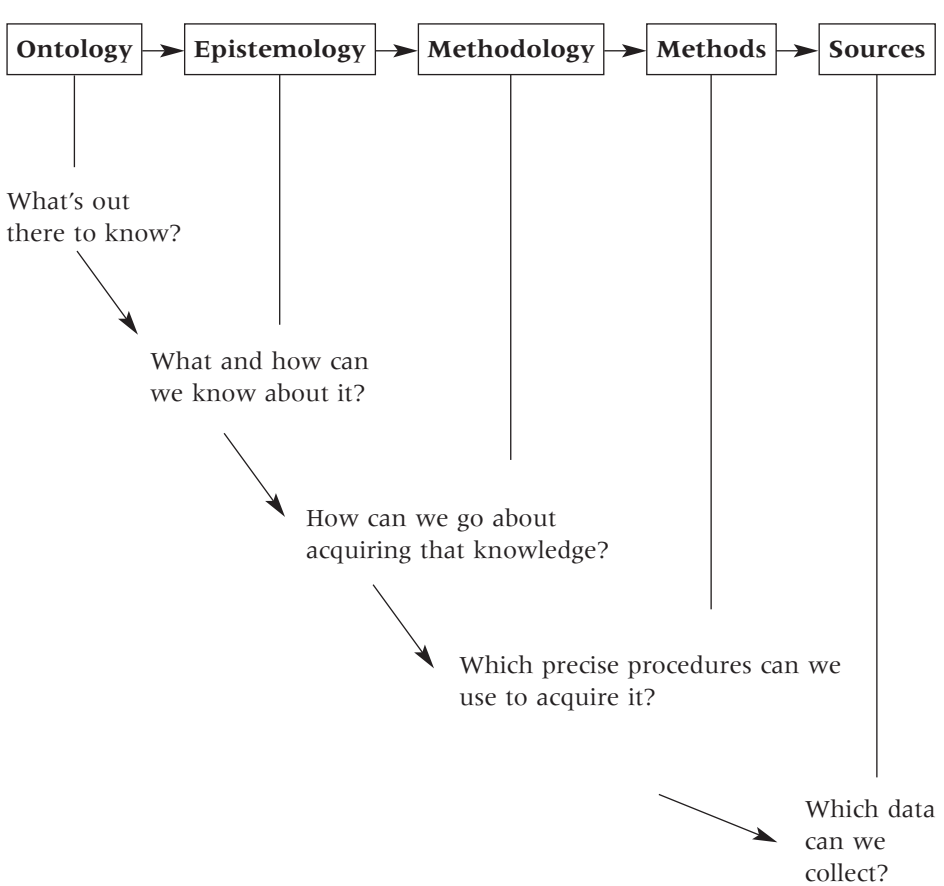 Ontology Epistemology Methodology Methods Sources
What's out
there to know?
What and how can
we know about it?
How can we go about
acquiring that knowledge?
Which precise procedures can we
use to acquire it?
Which data
can we
collect?